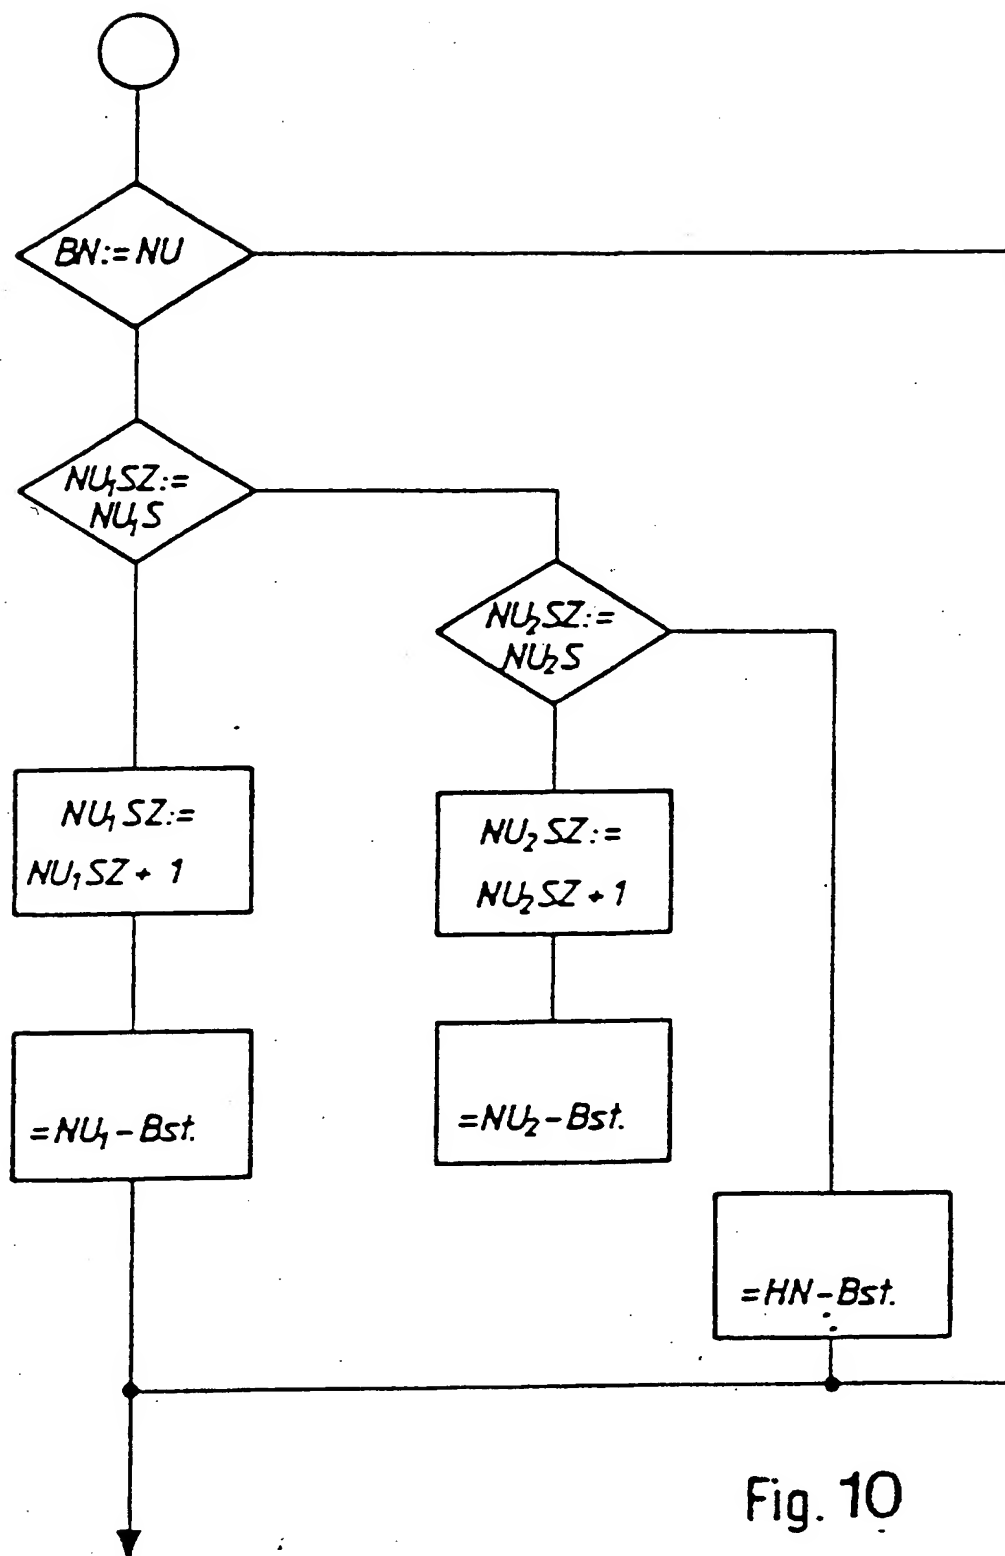 BN:=NU
NU₁SZ:=
NU₁S
NU₂SZ:=
NU₂S
NU₁SZ:=
NU₁SZ + 1
NU₂SZ:=
NU₂SZ + 1
=NU₁-Bst.
=NU₂-Bst.
=HN-Bst.
Fig. 10